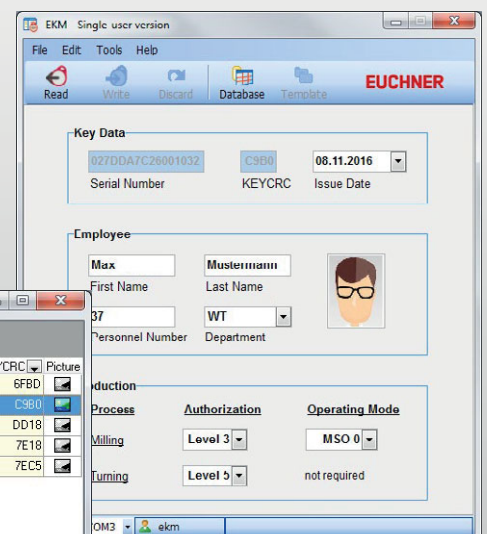 EKM Single user version
File Edit Tools Help
Read Write Discard Database Template EUCHNER
Key Data
027DDA7C26001032 C9B0 08.11.2016
Serial Number KEYCRC Issue Date
Employee
Max Mustermann
First Name Last Name
37 WT
Personnel Number Department
YCRC Picture
6FBD
C9B0
DD18
7E18
7EC5
oduction
Process Authorization Operating Mode
Milling Level 3 MSO 0
Turning Level 5 not required
COM3 ekm